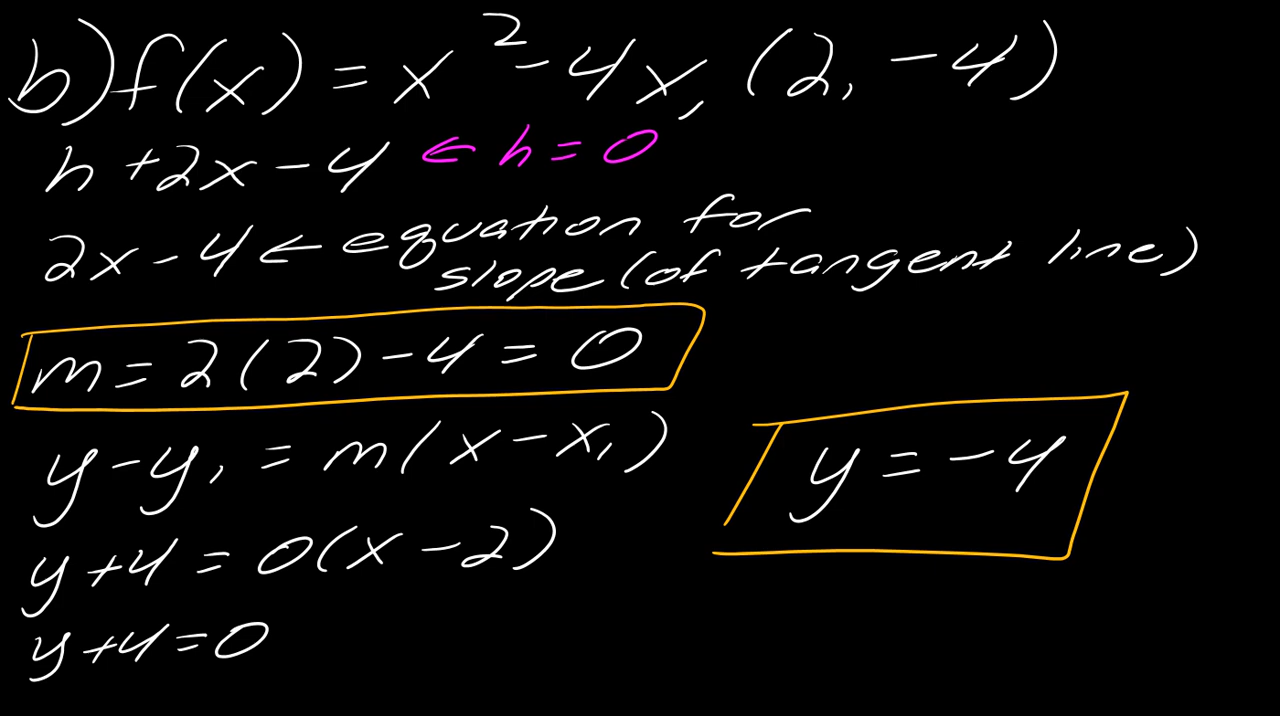 b) f(x) = x² - 4x, (2, -4)
h + 2x - 4 ← h = 0
2x - 4 ← equation for
slope (of tangent line)
m = 2(2) - 4 = 0
y - y₁ = m(x - x₁)
y = -4
y + 4 = 0(x - 2)
y + 4 = 0